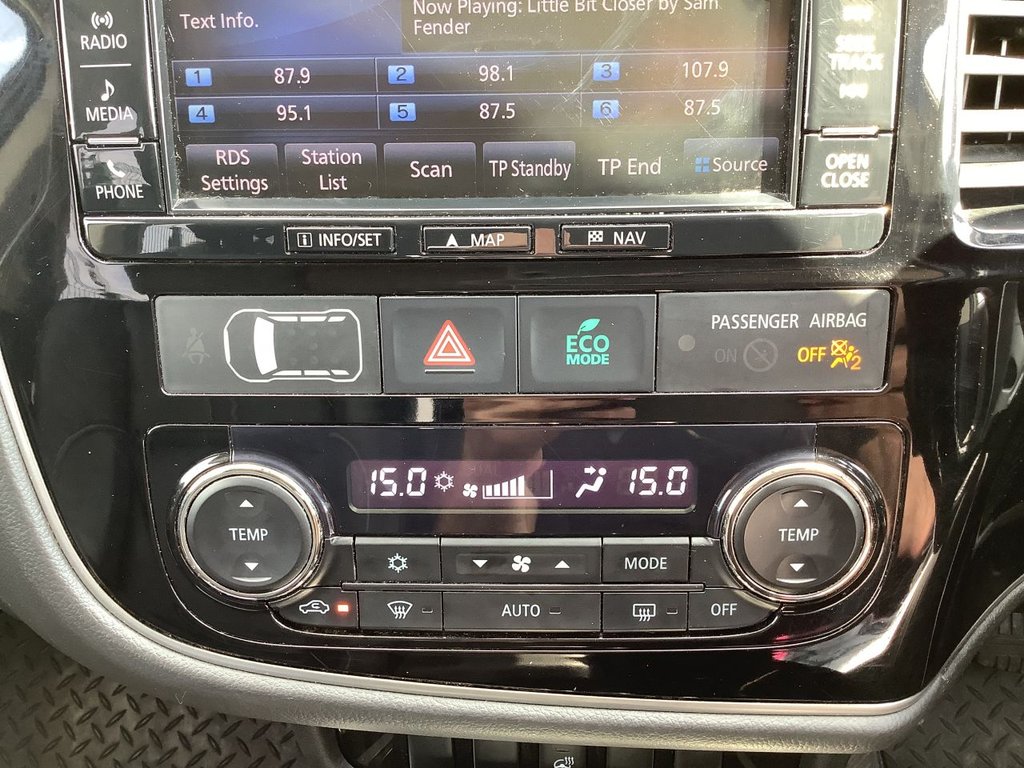 RADIO
MEDIA
PHONE
Text Info.
Now Playing: Little Bit Closer by Sam
Fender
1 87.9 2 98.1 3 107.9
4 95.1 5 87.5 6 87.5
RDS
Settings
Station
List
Scan
TP Standby
TP End
Source
SEEK
TRACK
OPEN
CLOSE
i INFO/SET
MAP
NAV
ECO
MODE
PASSENGER AIRBAG
ON
OFF 2
15.0 15.0
TEMP
TEMP
MODE
AUTO
OFF